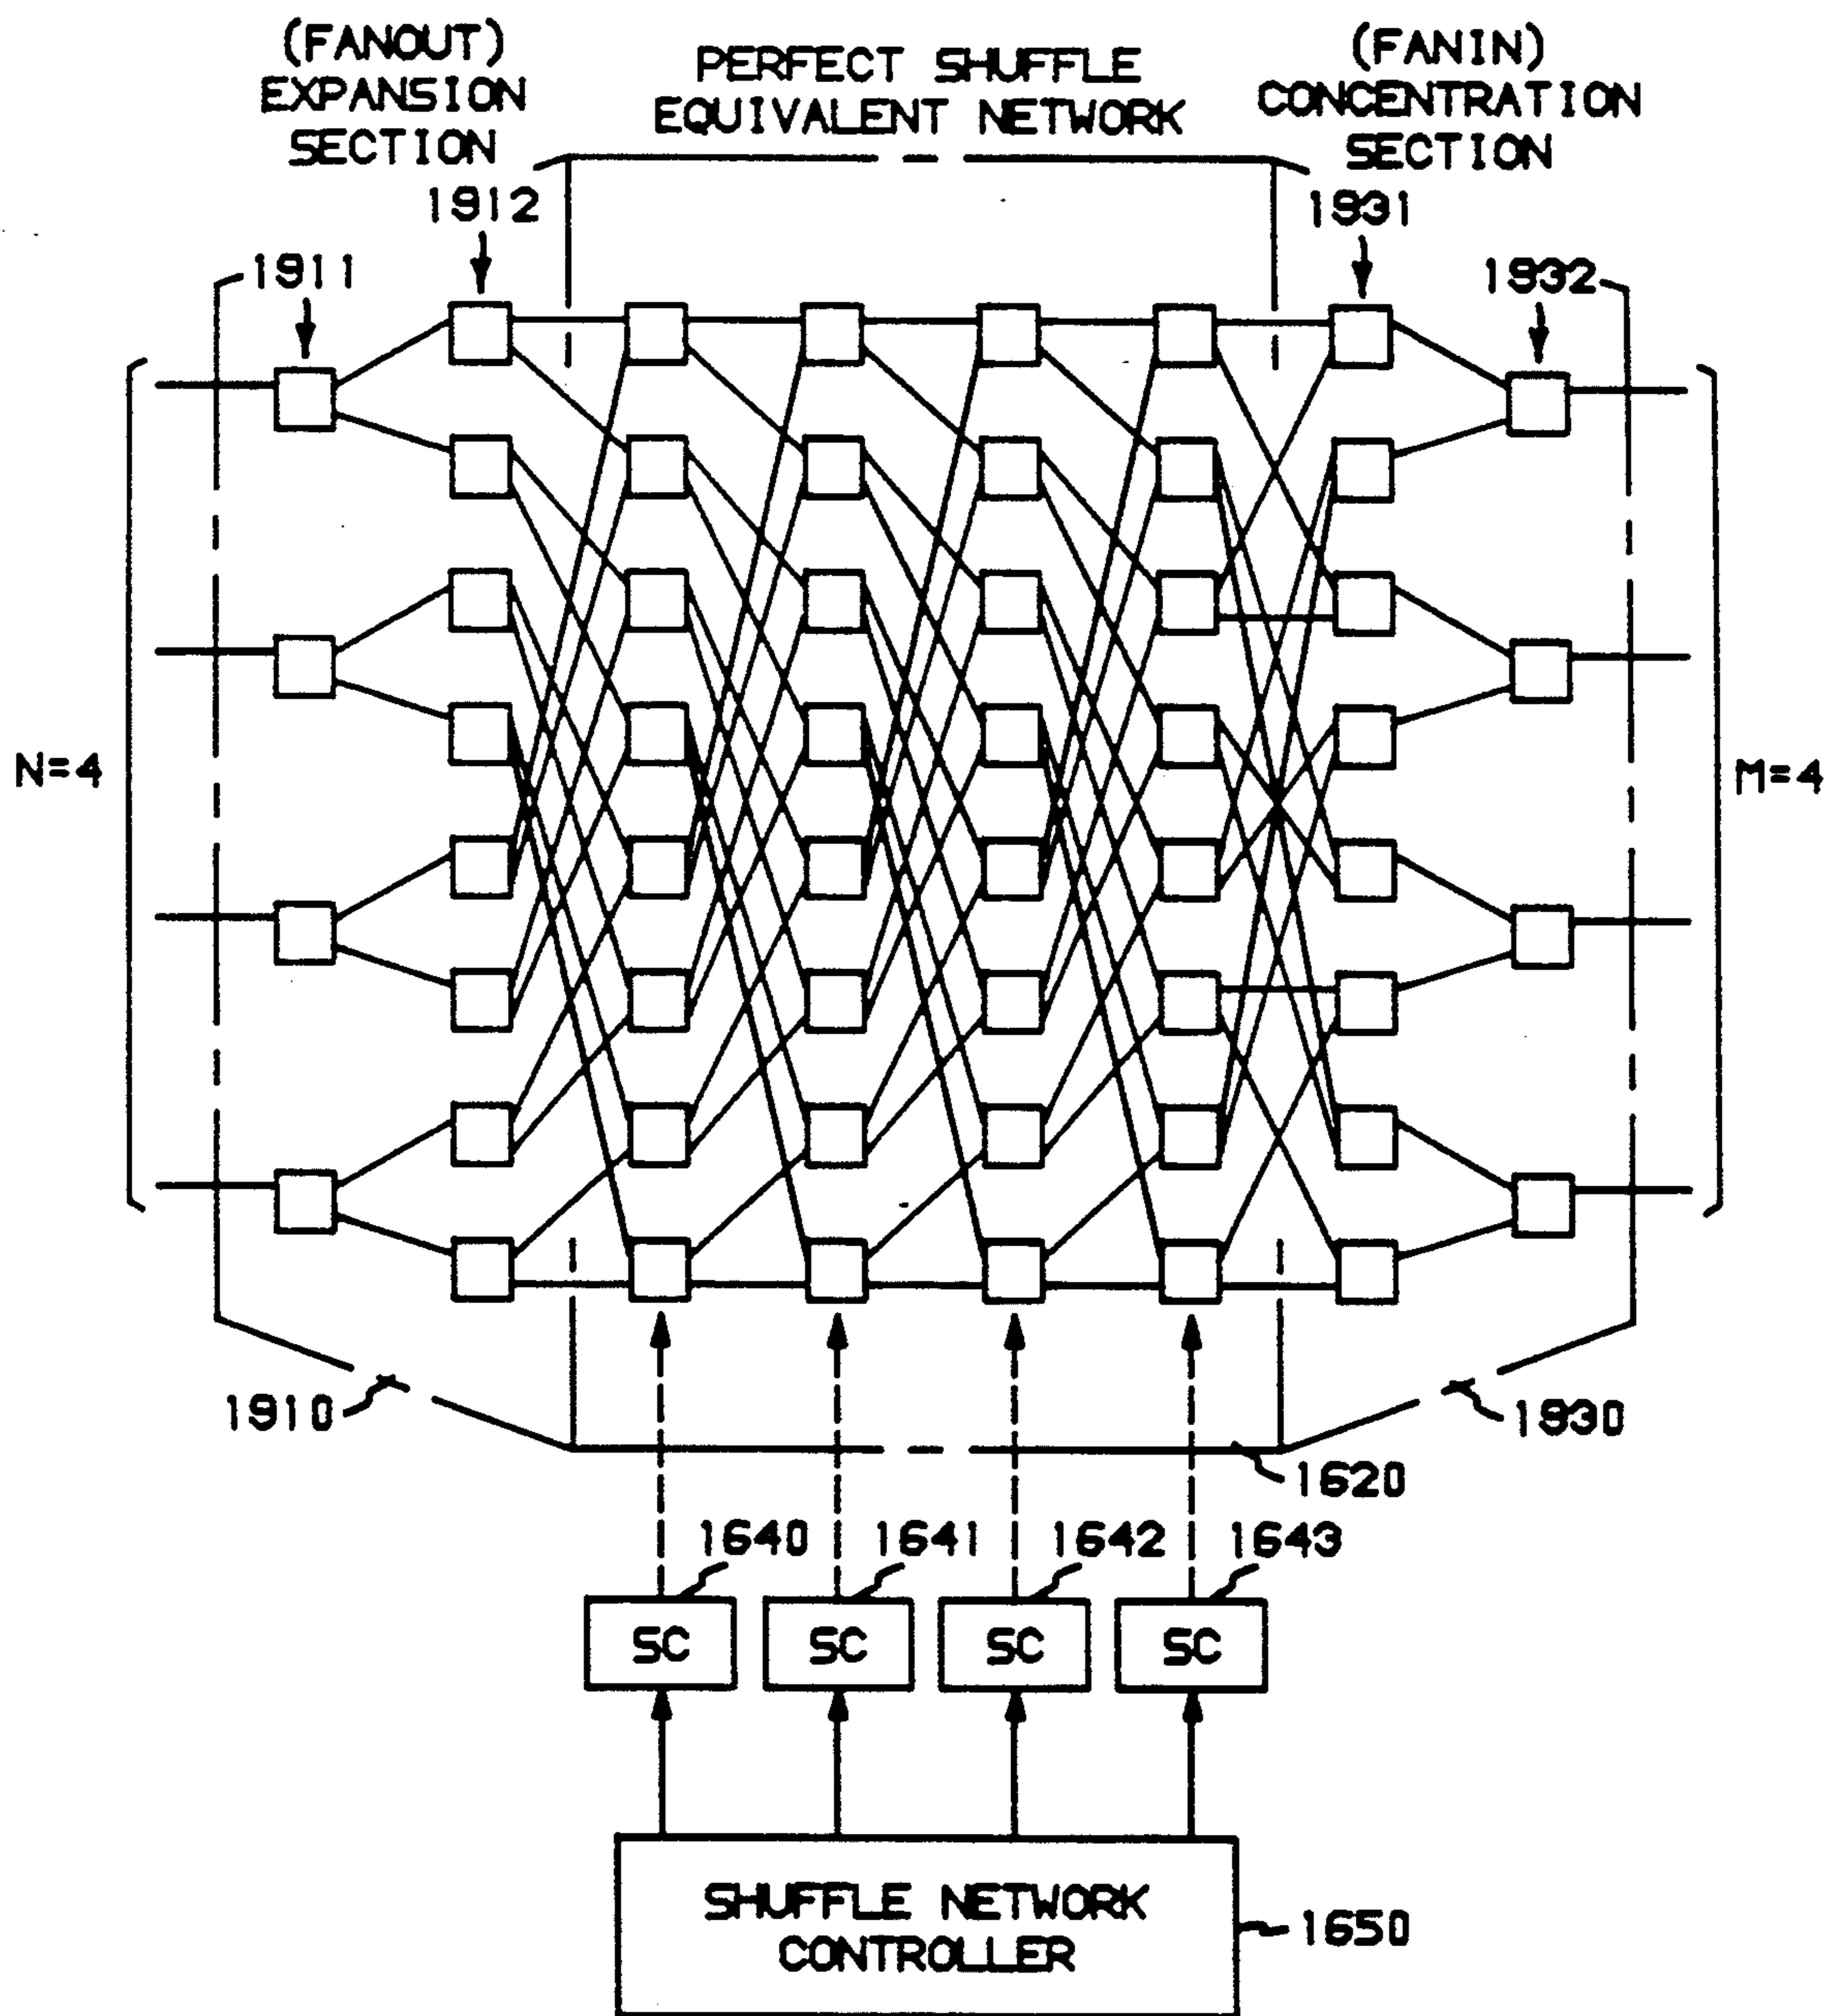 (FANOUT)
EXPANSION
SECTION
PERFECT SHUFFLE
EQUIVALENT NETWORK
(FANIN)
CONCENTRATION
SECTION
1912
1931
1911
1932
N=4
M=4
1910
1930
1620
1640
1641
1642
1643
SC
SC
SC
SC
SHUFFLE NETWORK
CONTROLLER
1650